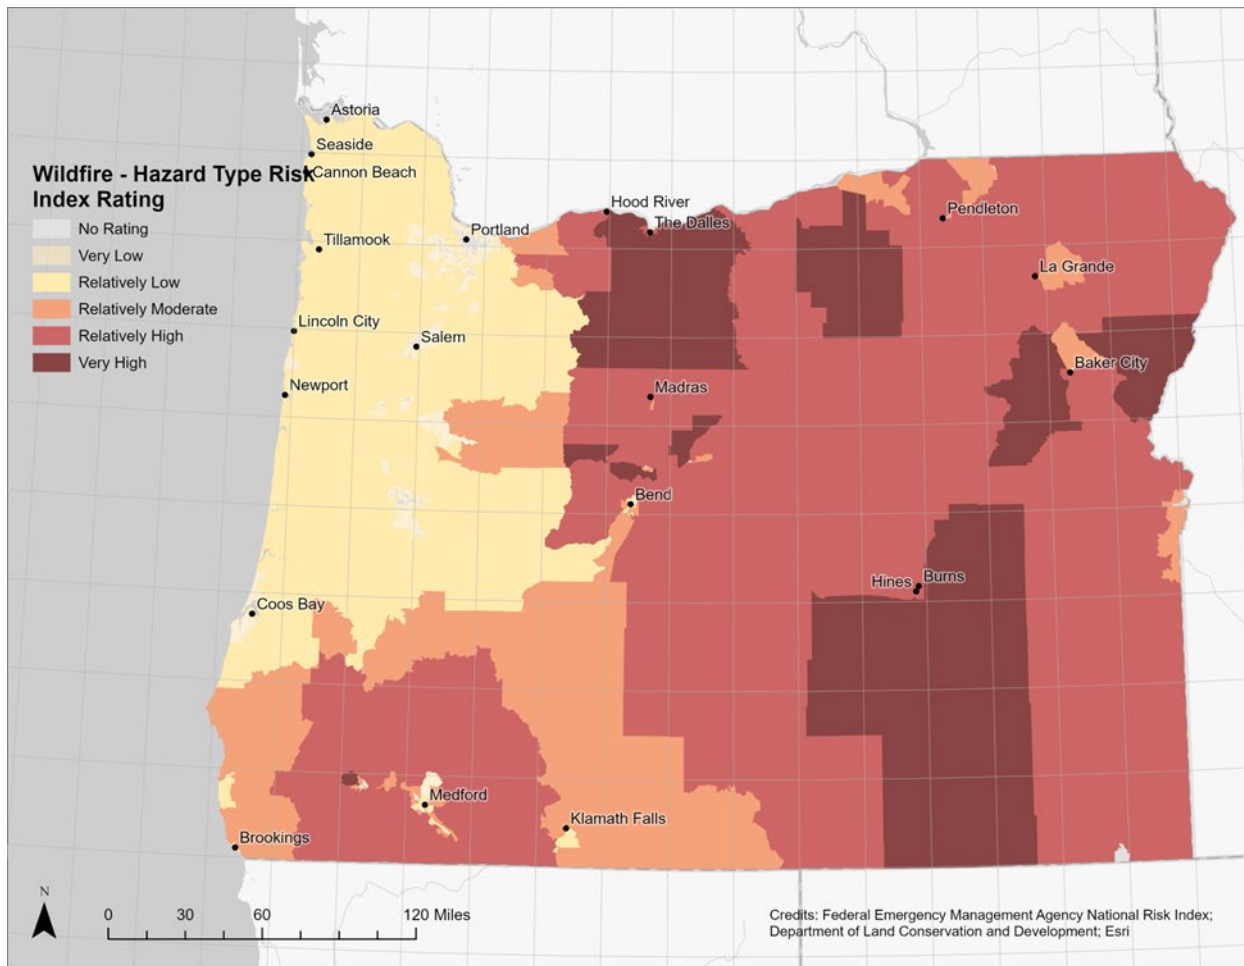 Astoria
Seaside
Wildfire - Hazard Type Risk
Index Rating
Cannon Beach
No Rating
Very Low
Relatively Low
Relatively Moderate
Relatively High
Very High
Hood River
The Dalles
Pendleton
Portland
Tillamook
La Grande
Lincoln City
Salem
Baker City
Newport
Madras
Bend
Hines
Burns
Coos Bay
Medford
Klamath Falls
Brookings
N
0 30 60 120 Miles
Credits: Federal Emergency Management Agency National Risk Index;
Department of Land Conservation and Development; Esri